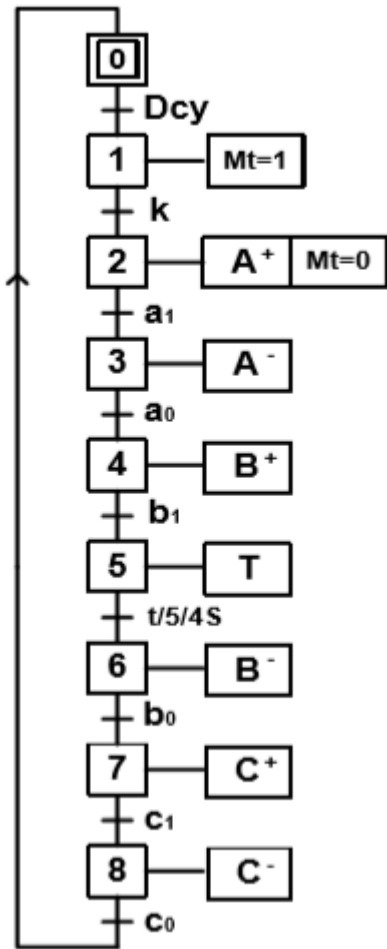 0
Dcy
1 Mt=1
k
2 A⁺ Mt=0
a₁
3 A⁻
a₀
4 B⁺
b₁
5 T
t/5/4S
6 B⁻
b₀
7 C⁺
c₁
8 C⁻
c₀